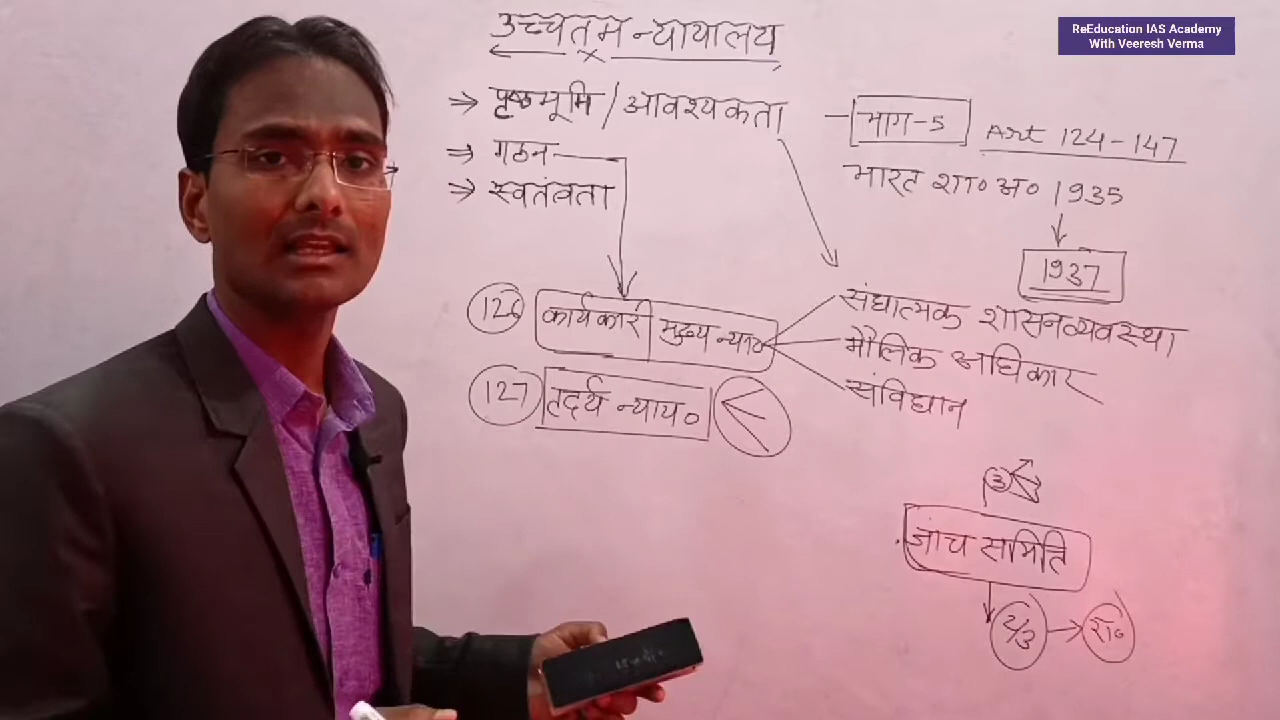 ReEducation IAS Academy
With Veeresh Verma
उच्चतम न्यायालय
⇒ पृष्ठभूमि / आवश्यकता
⇒ गठन
⇒ स्वतंत्रता
भाग-5 Art 124-147
भारत शा० अ० 1935
1937
126 कार्यकारी मुख्य न्या०
127 तदर्थ न्याय०
संघात्मक शासनव्यवस्था
मौलिक अधिकार
संविधान
3
जांच समिति
2/3 → रा०